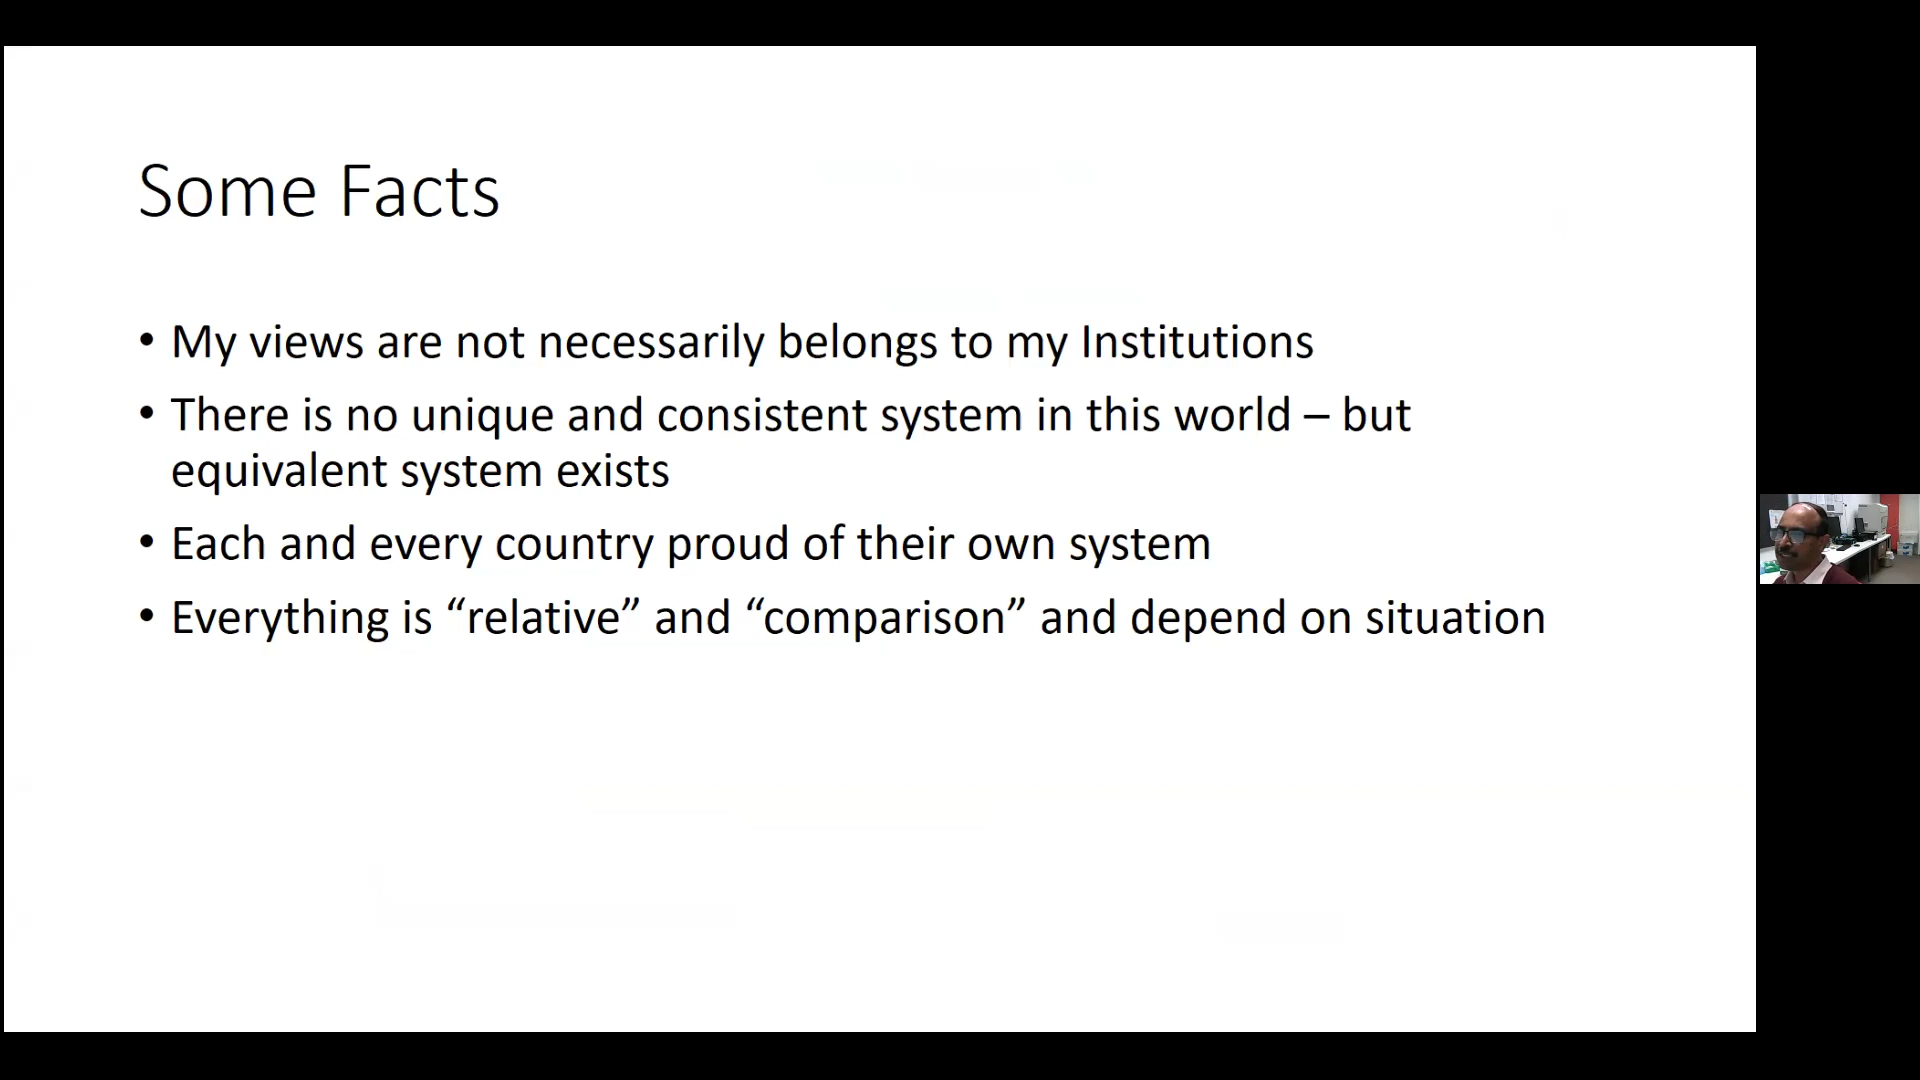 Some Facts
• My views are not necessarily belongs to my Institutions
• There is no unique and consistent system in this world – but
equivalent system exists
• Each and every country proud of their own system
• Everything is “relative” and “comparison” and depend on situation